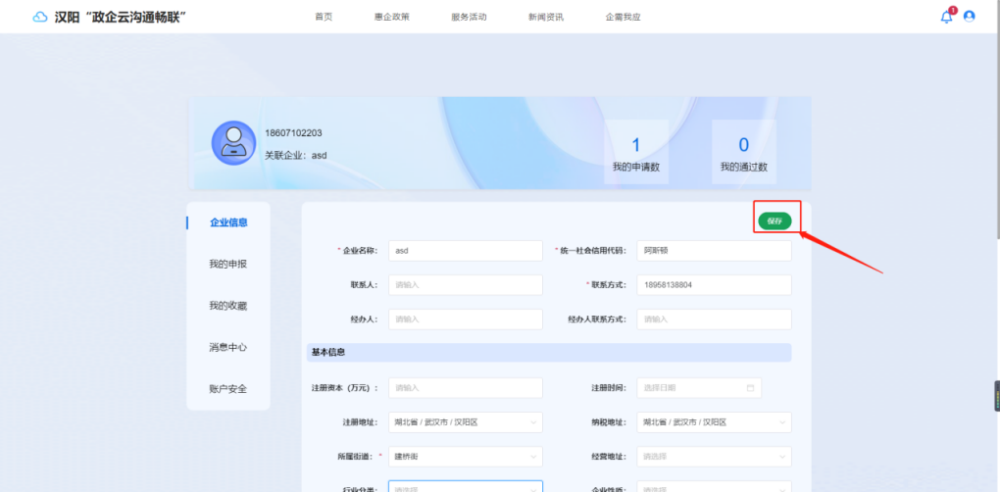 汉阳“政企云沟通畅联”
首页 惠企政策 服务活动 新闻资讯 企需我应
1
18607102203
关联企业： asd
1
我的申请数
0
我的通过数
企业信息
我的申报
我的收藏
消息中心
账户安全
保存
* 企业名称： asd * 统一社会信用代码： 阿斯顿
联系人： 请输入 * 联系方式： 18958138804
经办人： 请输入 经办人联系方式： 请输入
基本信息
注册资本（万元）： 请输入 注册时间： 选择日期
注册地址： 湖北省 / 武汉市 / 汉阳区 纳税地址： 湖北省 / 武汉市 / 汉阳区
所属街道： * 建桥街 经营地址： 请选择
行业分类： 请选择 企业性质： 请选择